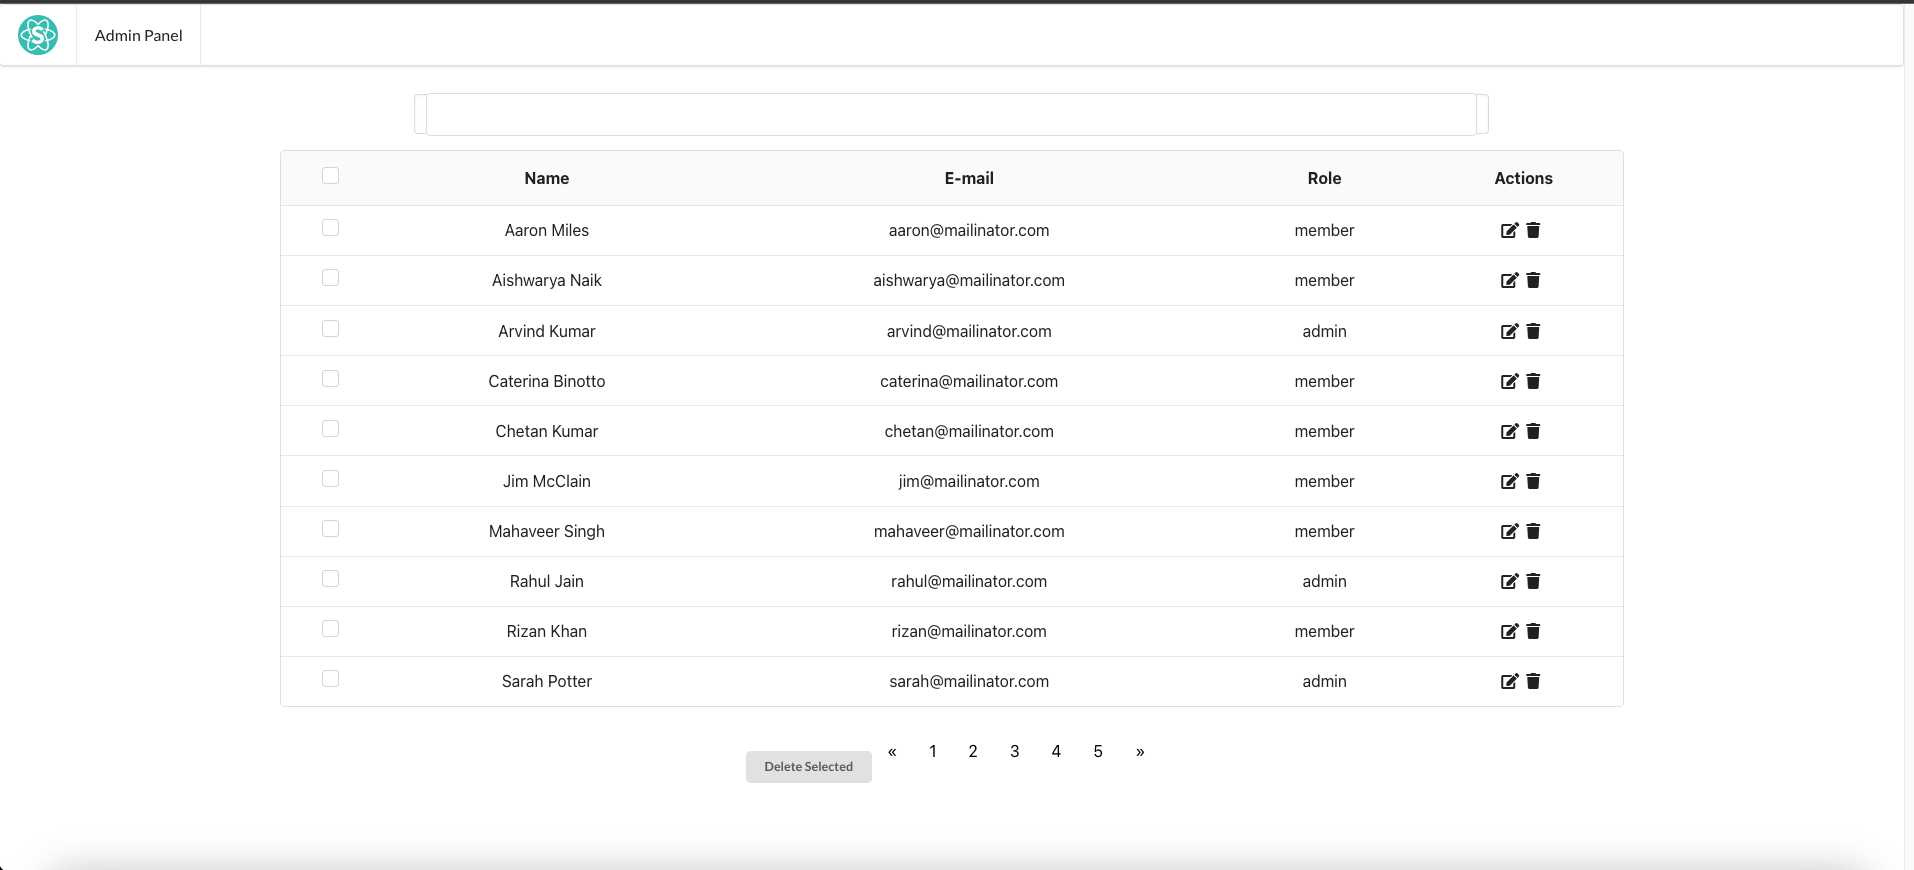 S Admin Panel
Name E-mail Role Actions
Aaron Miles aaron@mailinator.com member
Aishwarya Naik aishwarya@mailinator.com member
Arvind Kumar arvind@mailinator.com admin
Caterina Binotto caterina@mailinator.com member
Chetan Kumar chetan@mailinator.com member
Jim McClain jim@mailinator.com member
Mahaveer Singh mahaveer@mailinator.com member
Rahul Jain rahul@mailinator.com admin
Rizan Khan rizan@mailinator.com member
Sarah Potter sarah@mailinator.com admin
Delete Selected « 1 2 3 4 5 »